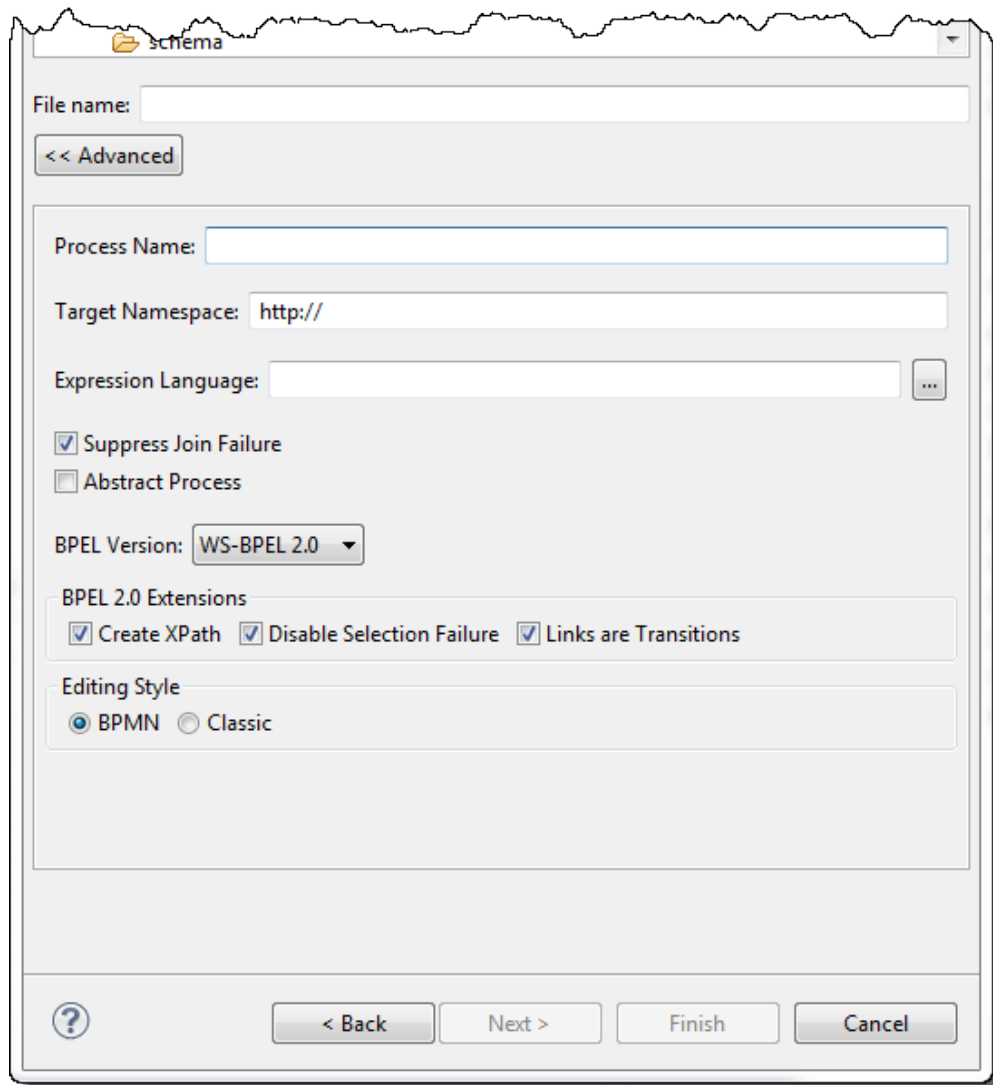 schema
File name:
<< Advanced
Process Name:
Target Namespace: http://
Expression Language: ...
Suppress Join Failure
Abstract Process
BPEL Version: WS-BPEL 2.0
BPEL 2.0 Extensions
Create XPath Disable Selection Failure Links are Transitions
Editing Style
BPMN Classic
? < Back Next > Finish Cancel